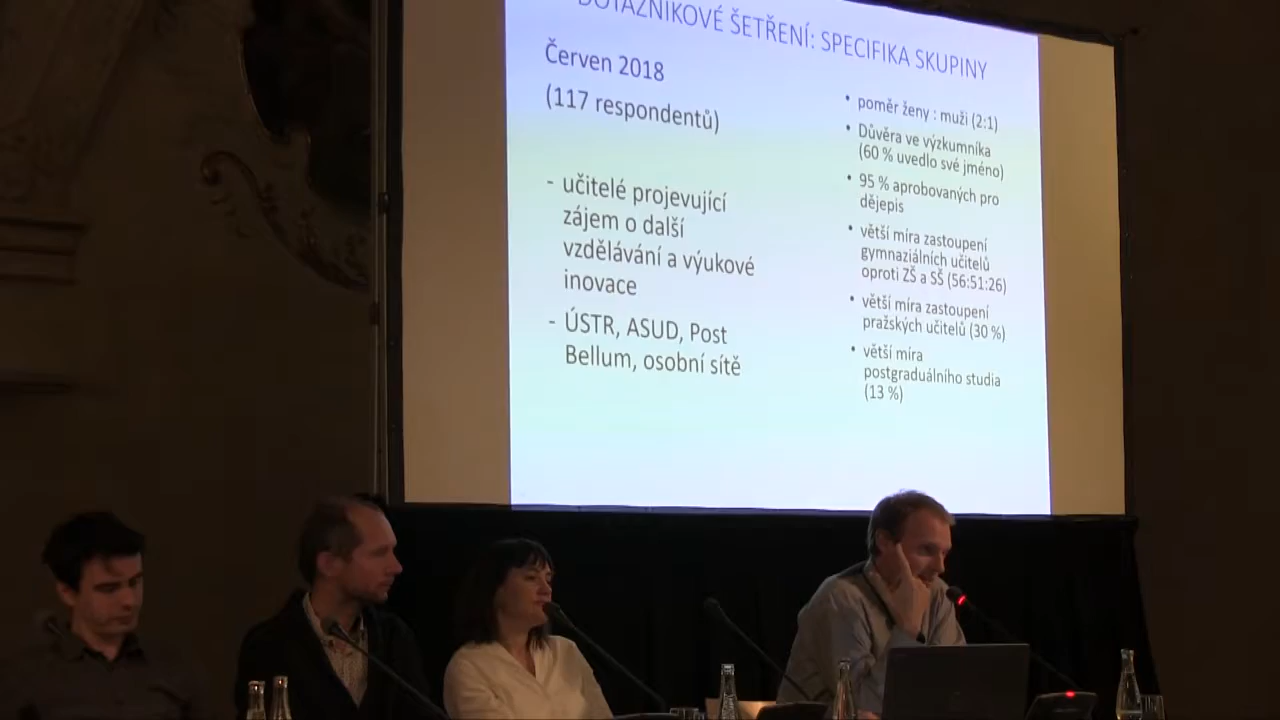 DOTAZNÍKOVÉ ŠETŘENÍ: SPECIFIKA SKUPINY
Červen 2018
(117 respondentů)
- učitelé projevující
zájem o další
vzdělávání a výukové
inovace
- ÚSTR, ASUD, Post
Bellum, osobní sítě
• poměr ženy : muži (2:1)
• Důvěra ve výzkumníka
(60 % uvedlo své jméno)
• 95 % aprobovaných pro
dějepis
• větší míra zastoupení
gymnaziálních učitelů
oproti ZŠ a SŠ (56:51:26)
• větší míra zastoupení
pražských učitelů (30 %)
• větší míra
postgraduálního studia
(13 %)